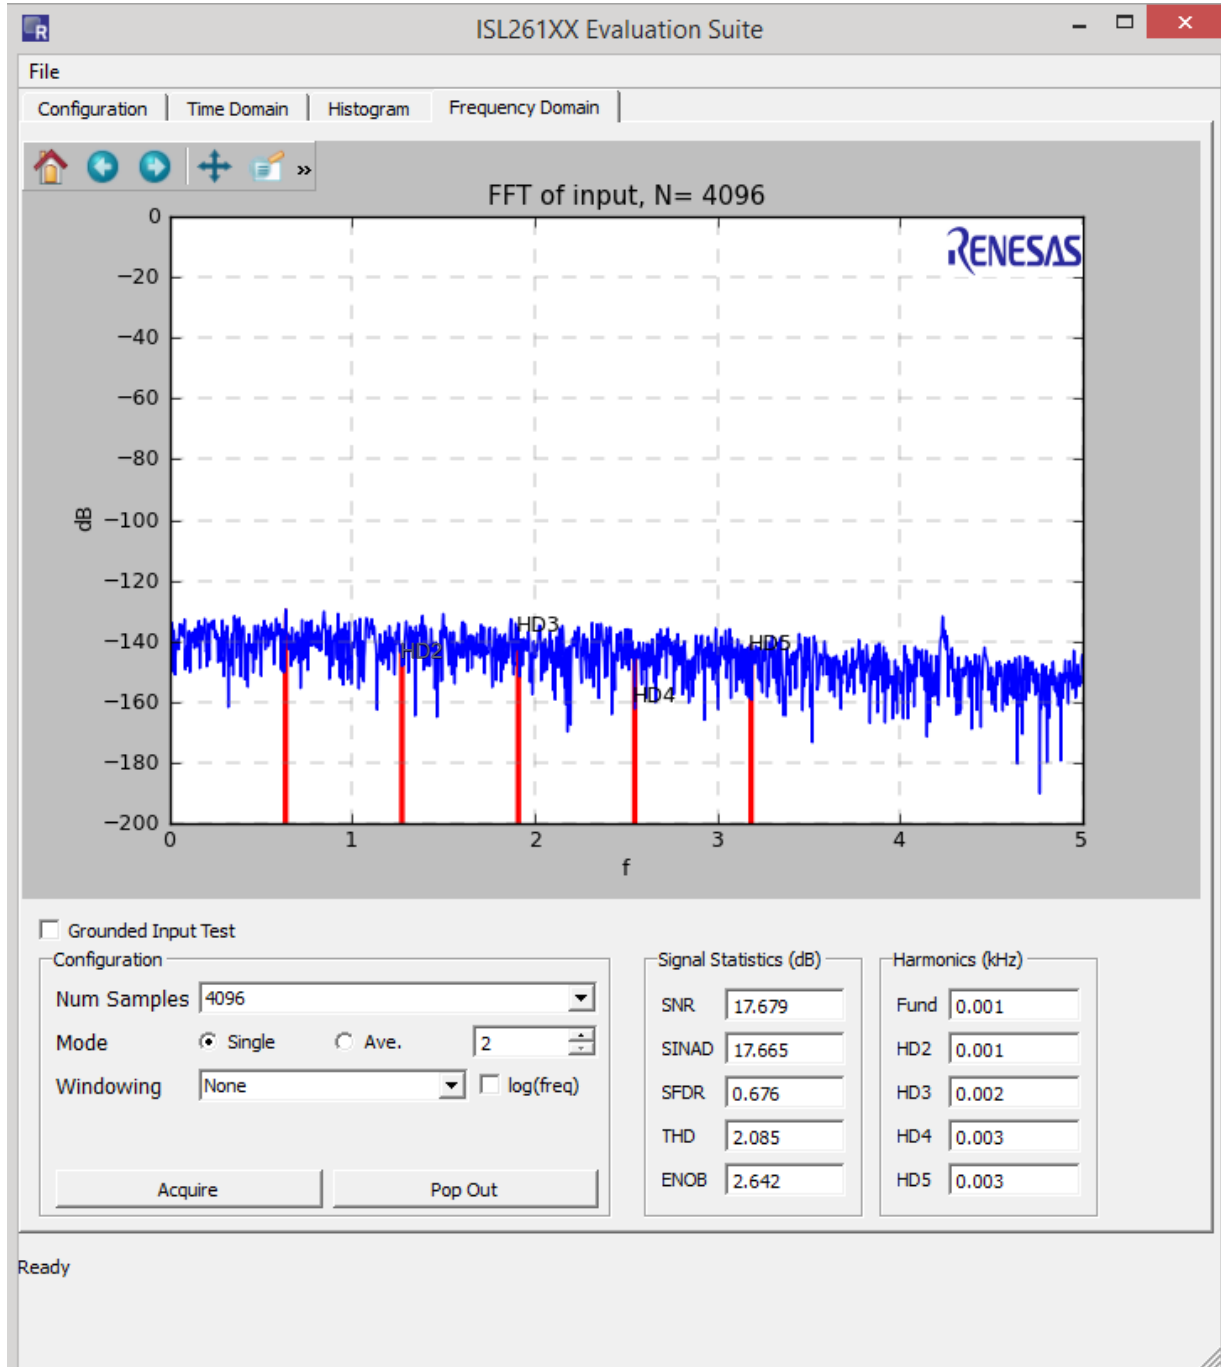 ISL261XX Evaluation Suite
File
Configuration Time Domain Histogram Frequency Domain
»
FFT of input, N= 4096
RENESAS
0
−20
−40
−60
−80
−100
−120
−140
−160
−180
−200
dB
HD2
HD3
HD4
HD5
0 1 2 3 4 5
f
Grounded Input Test
Configuration
Num Samples 4096
Mode Single Ave. 2
Windowing None log(freq)
Acquire Pop Out
Signal Statistics (dB)
SNR 17.679
SINAD 17.665
SFDR 0.676
THD 2.085
ENOB 2.642
Harmonics (kHz)
Fund 0.001
HD2 0.001
HD3 0.002
HD4 0.003
HD5 0.003
Ready